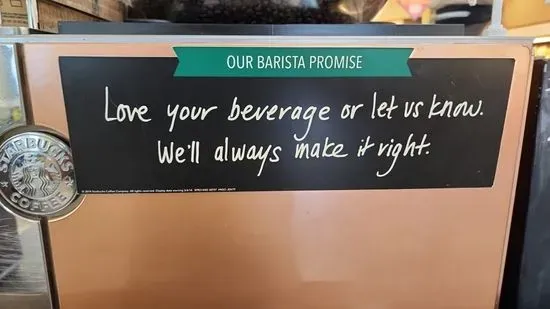 OUR BARISTA PROMISE
Love your beverage or let us know.
We'll always make it right.
STARBUCKS
COFFEE